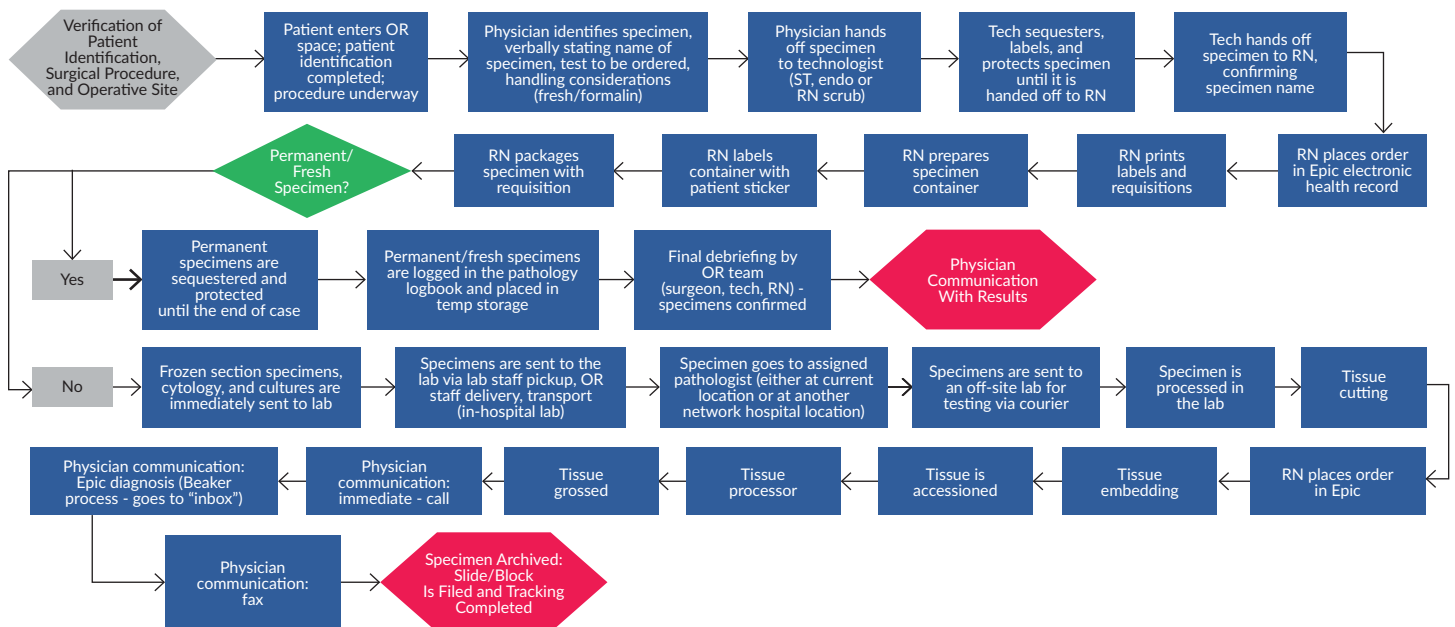 Verification of
Patient
Identification,
Surgical Procedure,
and Operative Site
Patient enters OR
space; patient
identification
completed;
procedure underway
Physician identifies specimen,
verbally stating name of
specimen, test to be ordered,
handling considerations
(fresh/formalin)
Physician hands
off specimen
to technologist
(ST, endo or
RN scrub)
Tech sequesters,
labels, and
protects specimen
until it is
handed off to RN
Tech hands off
specimen to RN,
confirming
specimen name
RN places order
in Epic electronic
health record
RN prints
labels and
requisitions
RN prepares
specimen
container
RN labels
container with
patient sticker
RN packages
specimen with
requisition
Permanent/
Fresh
Specimen?
Yes
Permanent
specimens are
sequestered and
protected
until the end of case
Permanent/fresh specimens
are logged in the pathology
logbook and placed in
temp storage
Final debriefing by
OR team
(surgeon, tech, RN) -
specimens confirmed
Physician
Communication
With Results
No
Frozen section specimens,
cytology, and cultures are
immediately sent to lab
Specimens are sent to the
lab via lab staff pickup, OR
staff delivery, transport
(in-hospital lab)
Specimen goes to assigned
pathologist (either at current
location or at another
network hospital location)
Specimens are sent to
an off-site lab for
testing via courier
Specimen is
processed in
the lab
Tissue
cutting
RN places order
in Epic
Tissue
embedding
Tissue is
accessioned
Tissue
processor
Tissue
grossed
Physician
communication:
immediate - call
Physician communication:
Epic diagnosis (Beaker
process - goes to “inbox”)
Physician
communication:
fax
Specimen Archived:
Slide/Block
Is Filed and Tracking
Completed